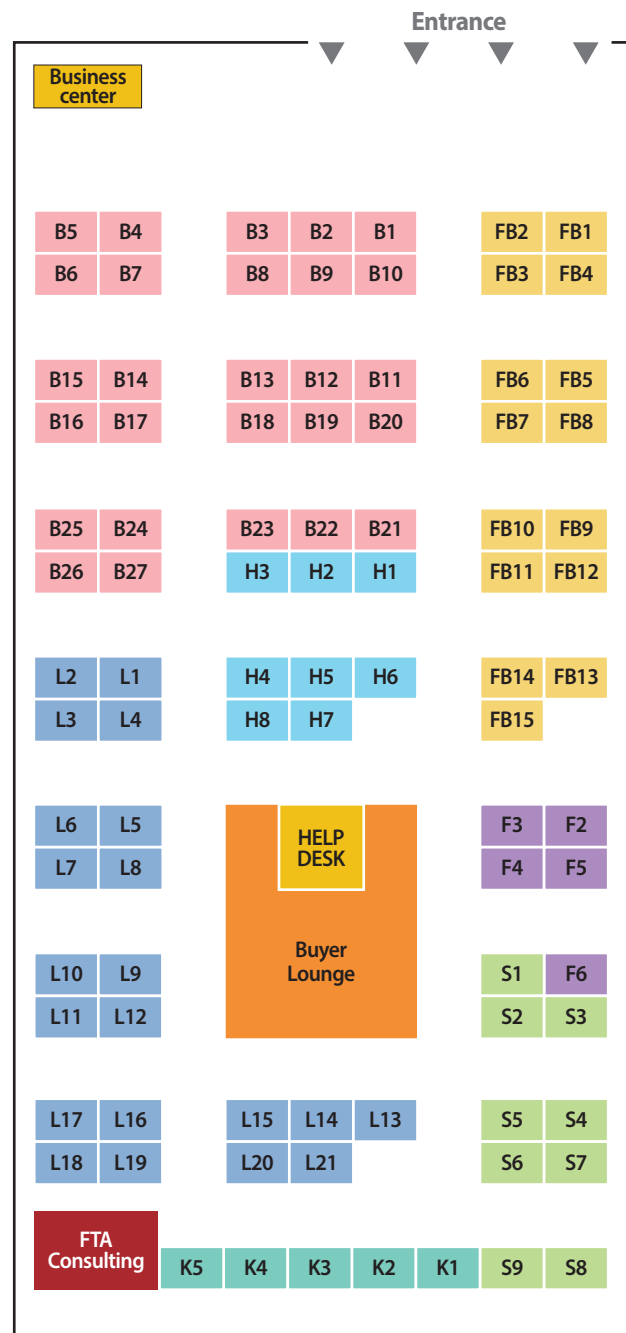 Entrance
Business
center
B5 B4 B3 B2 B1 FB2 FB1
B6 B7 B8 B9 B10 FB3 FB4
B15 B14 B13 B12 B11 FB6 FB5
B16 B17 B18 B19 B20 FB7 FB8
B25 B24 B23 B22 B21 FB10 FB9
B26 B27 H3 H2 H1 FB11 FB12
L2 L1 H4 H5 H6 FB14 FB13
L3 L4 H8 H7 FB15
L6 L5 F3 F2
HELP
DESK
L7 L8 F4 F5
Buyer
Lounge
L10 L9 S1 F6
L11 L12 S2 S3
L17 L16 L15 L14 L13 S5 S4
L18 L19 L20 L21 S6 S7
FTA
Consulting
K5 K4 K3 K2 K1 S9 S8